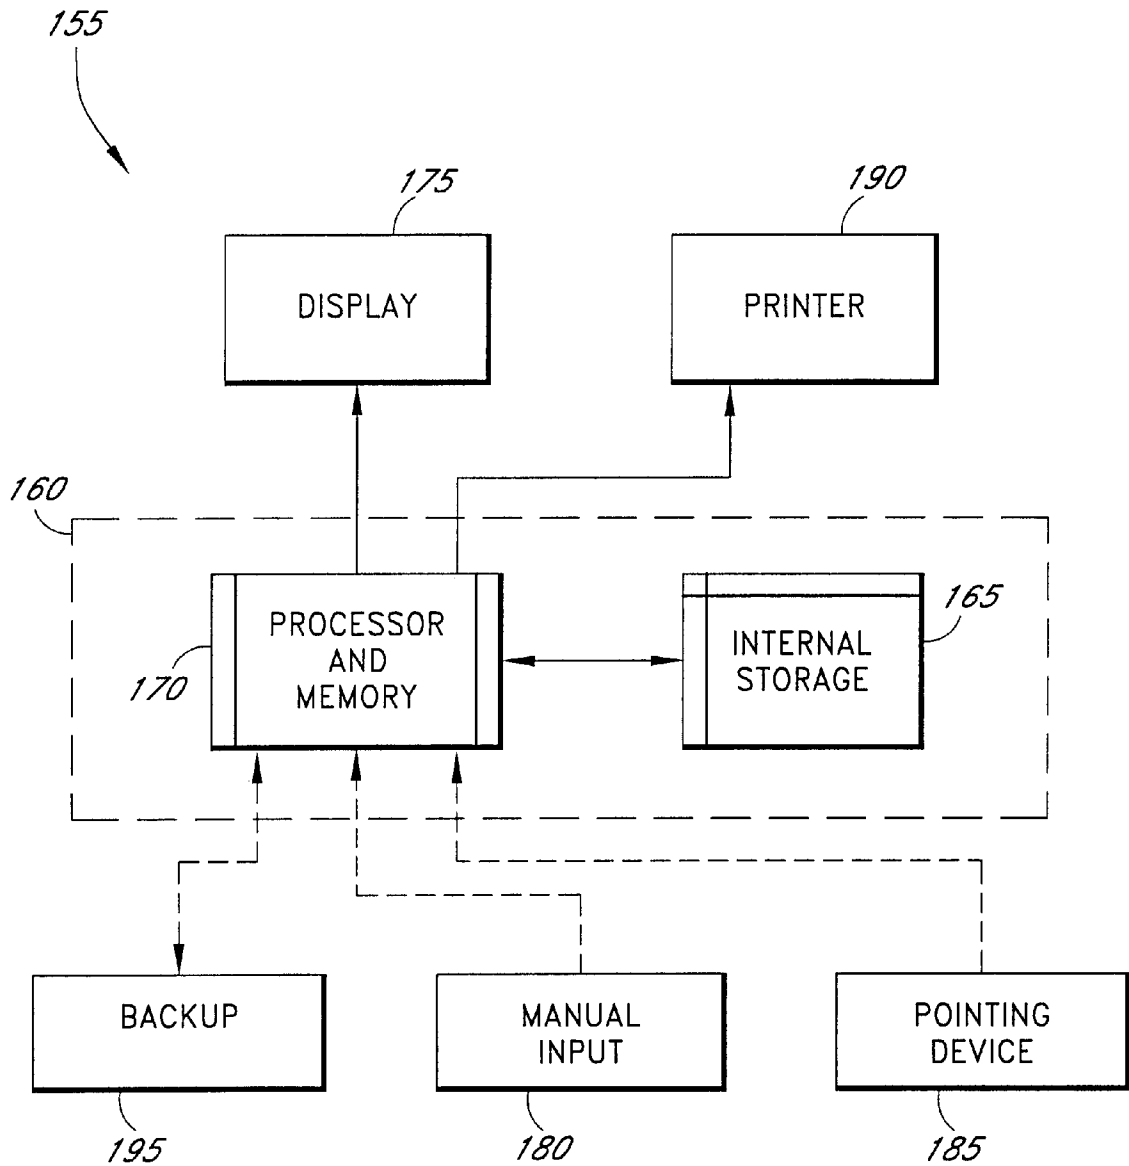 155
175
190
DISPLAY
PRINTER
160
PROCESSOR
AND
MEMORY
170
INTERNAL
STORAGE
165
BACKUP
MANUAL
INPUT
POINTING
DEVICE
195
180
185